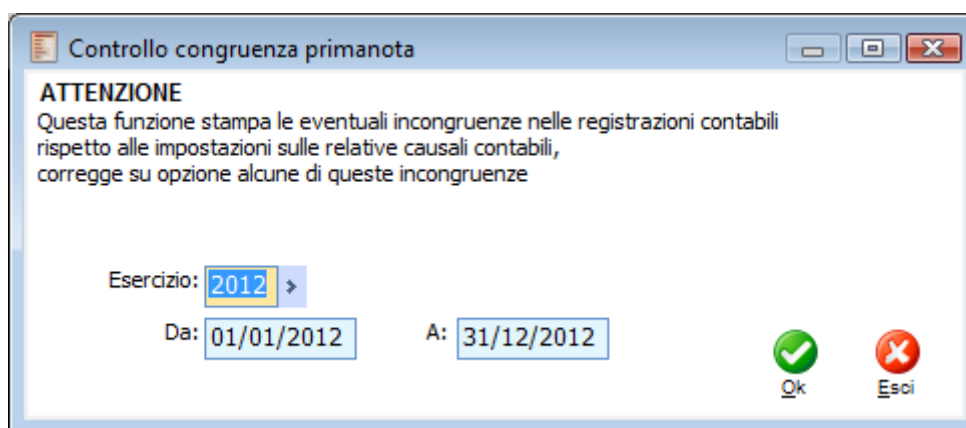 Controllo congruenza primanota
ATTENZIONE
Questa funzione stampa le eventuali incongruenze nelle registrazioni contabili
rispetto alle impostazioni sulle relative causali contabili,
corregge su opzione alcune di queste incongruenze
Esercizio: 2012
Da: 01/01/2012 A: 31/12/2012
Ok Esci